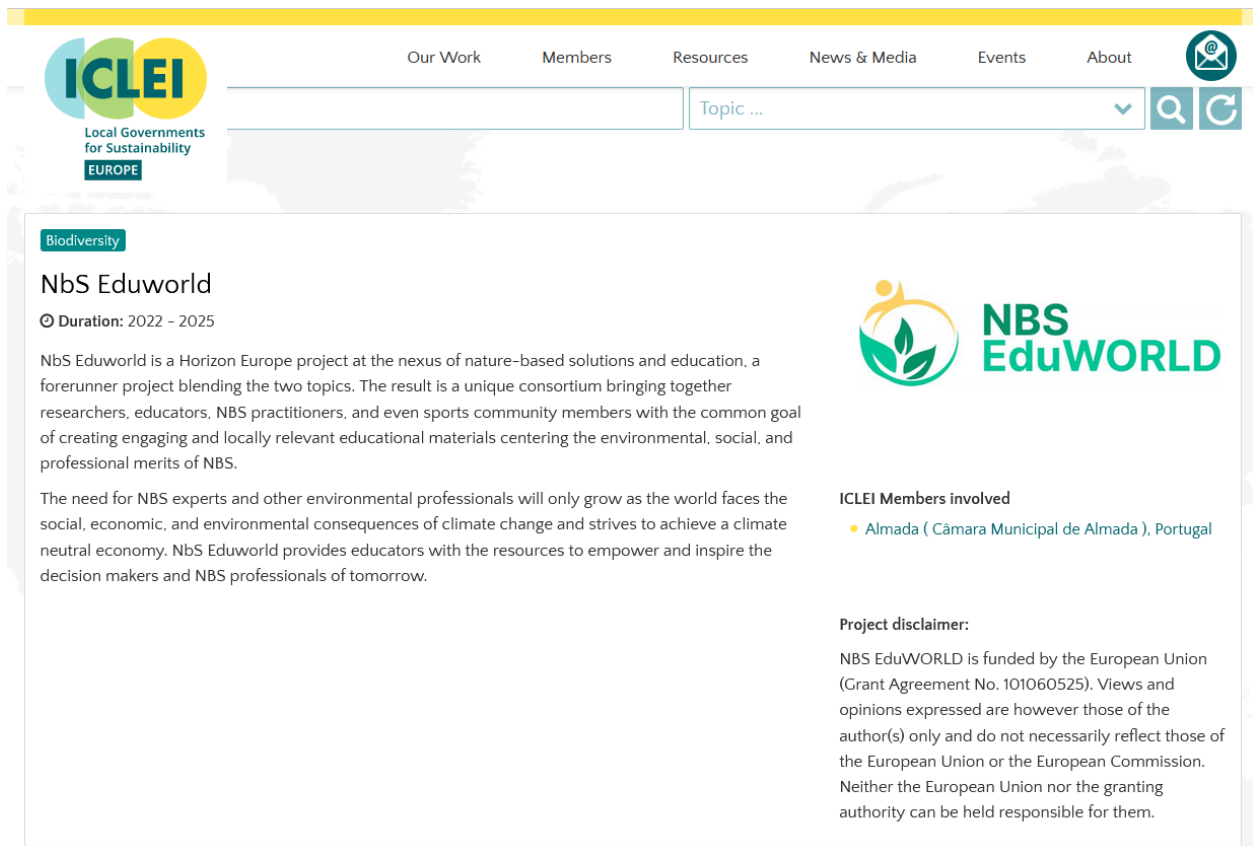 Our Work Members Resources News & Media Events About
ICLEI
Local Governments
for Sustainability
EUROPE
Topic ...
Biodiversity
NbS Eduworld
Duration: 2022 - 2025
NbS Eduworld is a Horizon Europe project at the nexus of nature-based solutions and education, a
forerunner project blending the two topics. The result is a unique consortium bringing together
researchers, educators, NBS practitioners, and even sports community members with the common goal
of creating engaging and locally relevant educational materials centering the environmental, social, and
professional merits of NBS.
The need for NBS experts and other environmental professionals will only grow as the world faces the
social, economic, and environmental consequences of climate change and strives to achieve a climate
neutral economy. NbS Eduworld provides educators with the resources to empower and inspire the
decision makers and NBS professionals of tomorrow.
NBS
EduWORLD
ICLEI Members involved
Almada ( Câmara Municipal de Almada ), Portugal
Project disclaimer:
NBS EduWORLD is funded by the European Union
(Grant Agreement No. 101060525). Views and
opinions expressed are however those of the
author(s) only and do not necessarily reflect those of
the European Union or the European Commission.
Neither the European Union nor the granting
authority can be held responsible for them.